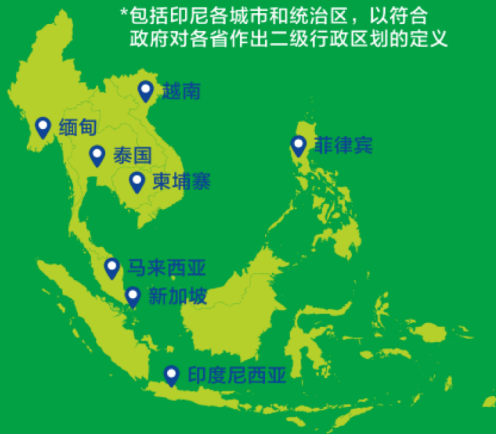 *包括印尼各城市和统治区，以符合
政府对各省作出二级行政区划的定义
越南
缅甸
菲律宾
泰国
柬埔寨
马来西亚
新加坡
印度尼西亚